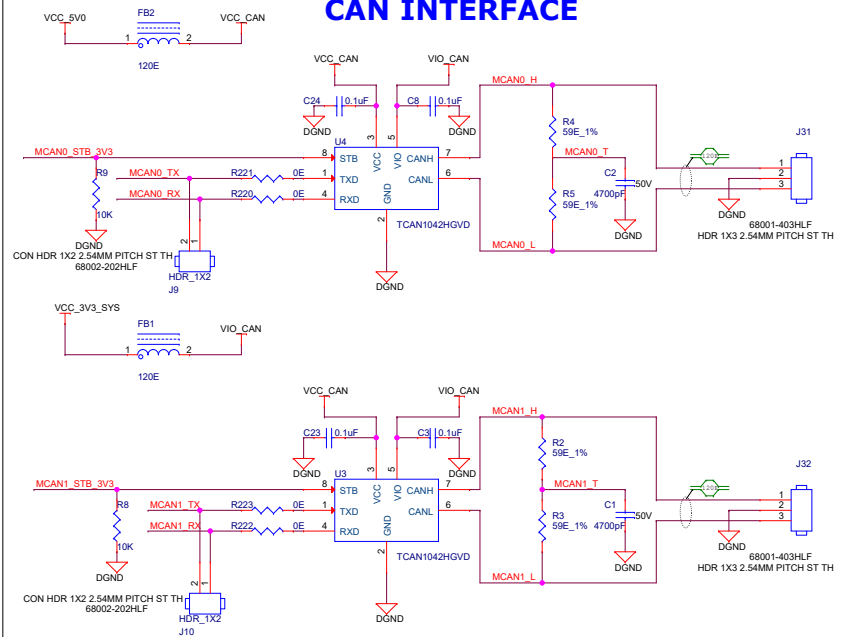 CAN INTERFACE
VCC_5V0
FB2
VCC_CAN
1
2
120E
VCC_CAN
VIO_CAN
C24
0.1uF
C8
0.1uF
DGND
DGND
MCAN0_H
U4
3
5
MCAN0_STB_3V3
8
STB
VCC
VIO
CANH
7
R9
10K
DGND
MCAN0_TX
R221
0E
1
TXD
CANL
6
MCAN0_RX
R220
0E
4
RXD
GND
2
TCAN1042HGVD
DGND
R4
59E_1%
MCAN0_T
C2
4700pF
50V
R5
59E_1%
DGND
MCAN0_L
120E
J31
1
2
3
DGND
68001-403HLF
HDR 1X3 2.54MM PITCH ST TH
CON HDR 1X2 2.54MM PITCH ST TH
68002-202HLF
2
1
HDR_1X2
J9
VCC_3V3_SYS
FB1
VIO_CAN
1
2
120E
VCC_CAN
VIO_CAN
C23
0.1uF
C3
0.1uF
DGND
DGND
MCAN1_H
U3
3
5
MCAN1_STB_3V3
8
STB
VCC
VIO
CANH
7
R8
10K
DGND
MCAN1_TX
R223
0E
1
TXD
CANL
6
MCAN1_RX
R222
0E
4
RXD
GND
2
TCAN1042HGVD
DGND
R2
59E_1%
MCAN1_T
C1
4700pF
50V
R3
59E_1%
DGND
MCAN1_L
120E
J32
1
2
3
DGND
68001-403HLF
HDR 1X3 2.54MM PITCH ST TH
CON HDR 1X2 2.54MM PITCH ST TH
68002-202HLF
2
1
HDR_1X2
J10